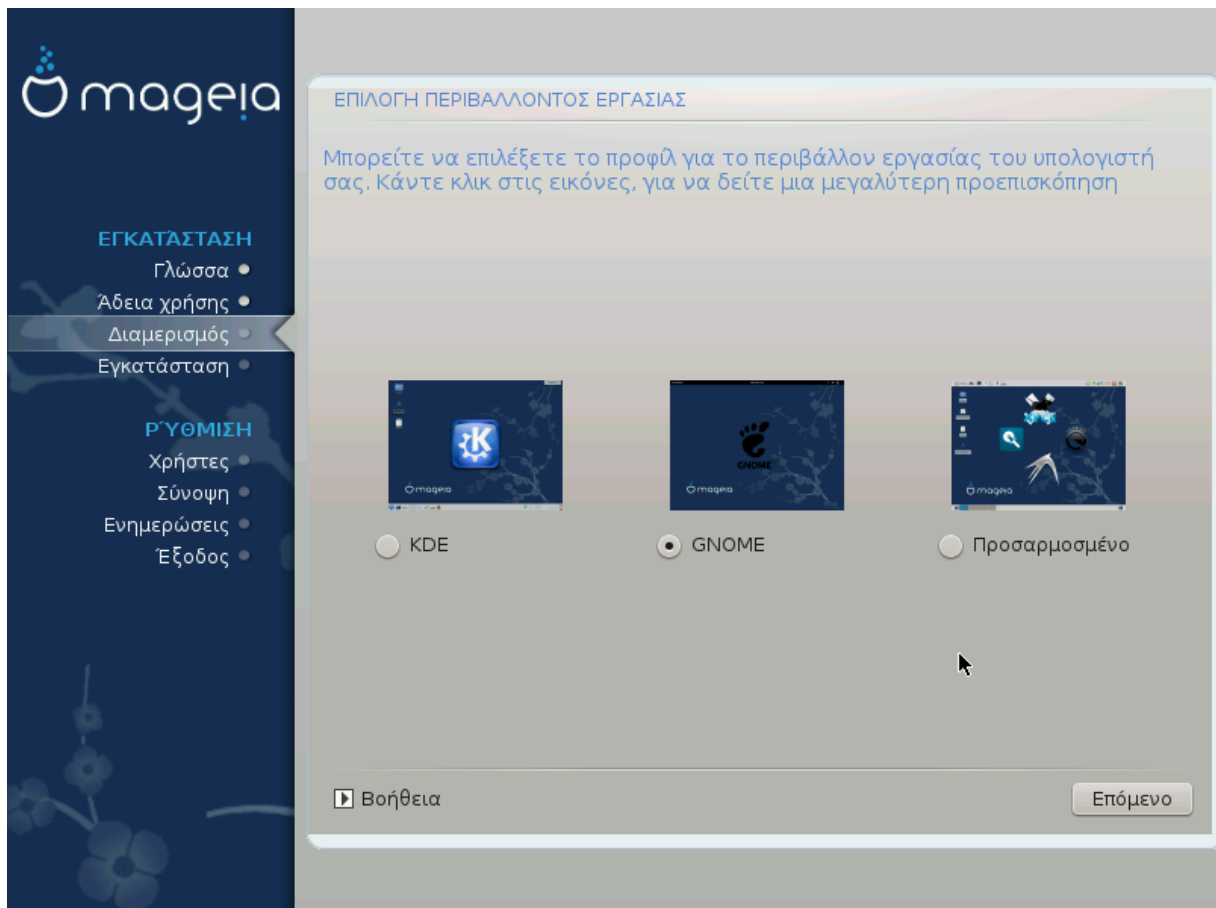 mageia
ΕΓΚΑΤΆΣΤΑΣΗ
Γλώσσα
Άδεια χρήσης
Διαμερισμός
Εγκατάσταση
ΡΎΘΜΙΣΗ
Χρήστες
Σύνοψη
Ενημερώσεις
Έξοδος
ΕΠΙΛΟΓΗ ΠΕΡΙΒΑΛΛΟΝΤΟΣ ΕΡΓΑΣΙΑΣ
Μπορείτε να επιλέξετε το προφίλ για το περιβάλλον εργασίας του υπολογιστή
σας. Κάντε κλικ στις εικόνες, για να δείτε μια μεγαλύτερη προεπισκόπηση
mageia
GNOME
mageia
mageia
KDE
GNOME
Προσαρμοσμένο
Βοήθεια
Επόμενο